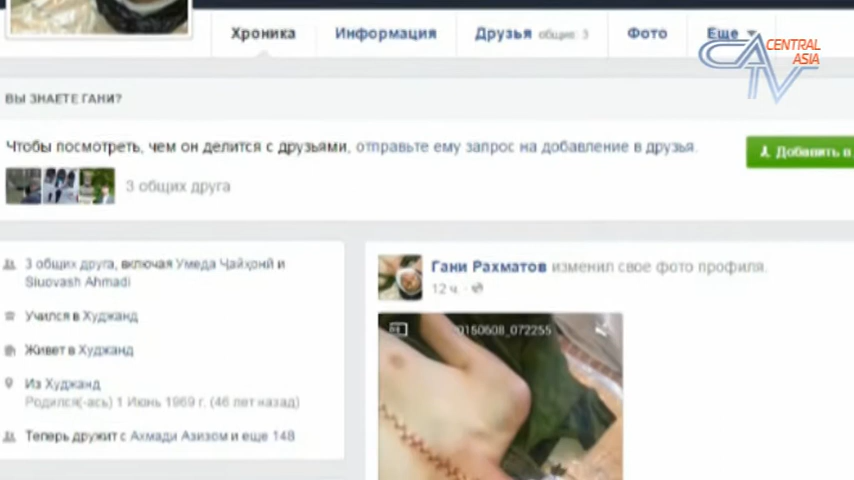 Хроника Информация Друзья общие: 3 Фото Еще
CATV CENTRAL ASIA
ВЫ ЗНАЕТЕ ГАНИ?
Чтобы посмотреть, чем он делится с друзьями, отправьте ему запрос на добавление в друзья.
Добавить в
3 общих друга
3 общих друга, включая Умеда Ҷайҳонӣ и
Siuovash Ahmadi
Учился в Худжанд
Живет в Худжанд
Из Худжанд
Родился(-ась) 1 Июнь 1969 г. (46 лет назад)
Теперь дружит с Ахмади Азизом и еще 148
Гани Рахматов изменил свое фото профиля.
12 ч.
20150608_072255